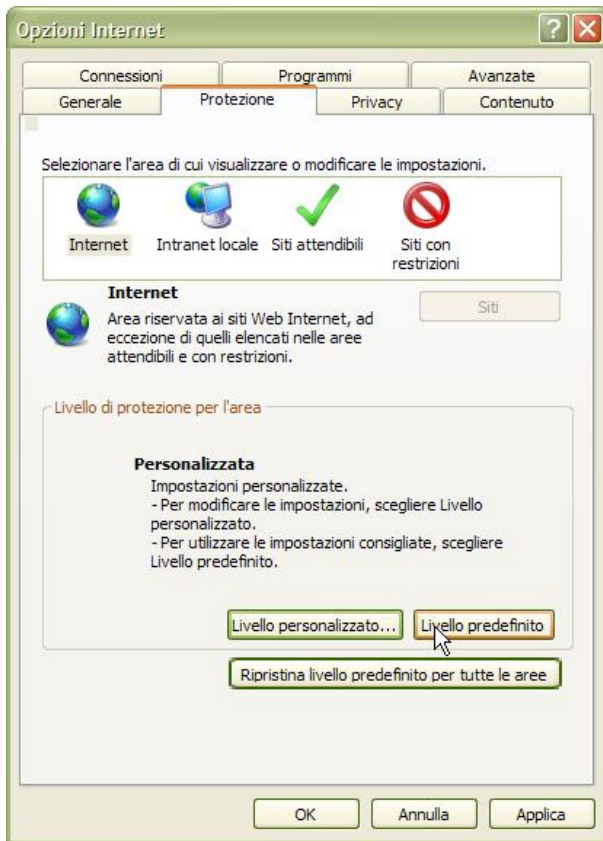 Opzioni Internet
Connessioni
Programmi
Avanzate
Generale
Protezione
Privacy
Contenuto
Selezionare l'area di cui visualizzare o modificare le impostazioni.
Internet
Intranet locale
Siti attendibili
Siti con
restrizioni
Internet
Siti
Area riservata ai siti Web Internet, ad
eccezione di quelli elencati nelle aree
attendibili e con restrizioni.
Livello di protezione per l'area
Personalizzata
Impostazioni personalizzate.
- Per modificare le impostazioni, scegliere Livello
personalizzato.
- Per utilizzare le impostazioni consigliate, scegliere
Livello predefinito.
Livello personalizzato...
Livello predefinito
Ripristina livello predefinito per tutte le aree
OK
Annulla
Applica